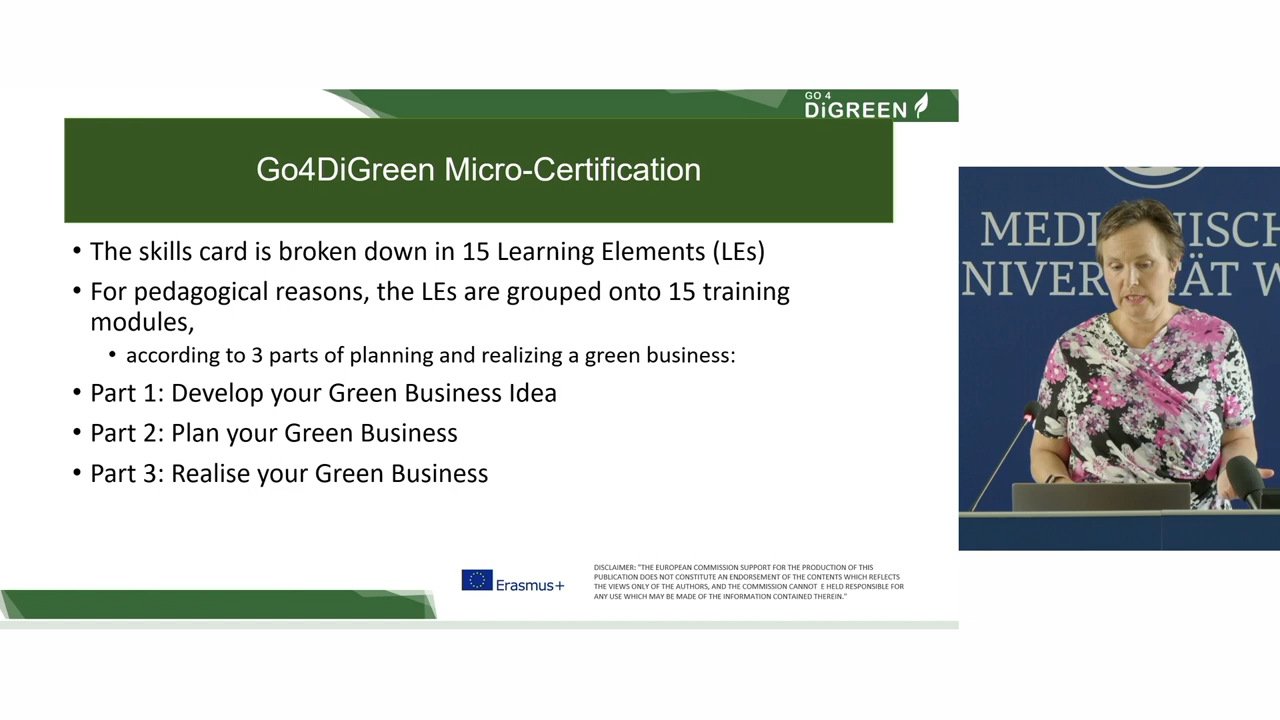 GO 4
DiGREEN
Go4DiGreen Micro-Certification
• The skills card is broken down in 15 Learning Elements (LEs)
• For pedagogical reasons, the LEs are grouped onto 15 training
modules,
• according to 3 parts of planning and realizing a green business:
• Part 1: Develop your Green Business Idea
• Part 2: Plan your Green Business
• Part 3: Realise your Green Business
Erasmus+
DISCLAIMER: "THE EUROPEAN COMMISSION SUPPORT FOR THE PRODUCTION OF THIS
PUBLICATION DOES NOT CONSTITUTE AN ENDORSEMENT OF THE CONTENTS WHICH REFLECTS
THE VIEWS ONLY OF THE AUTHORS, AND THE COMMISSION CANNOT E HELD RESPONSIBLE FOR
ANY USE WHICH MAY BE MADE OF THE INFORMATION CONTAINED THEREIN."
MEDI NISCH
NIVER ÄT W